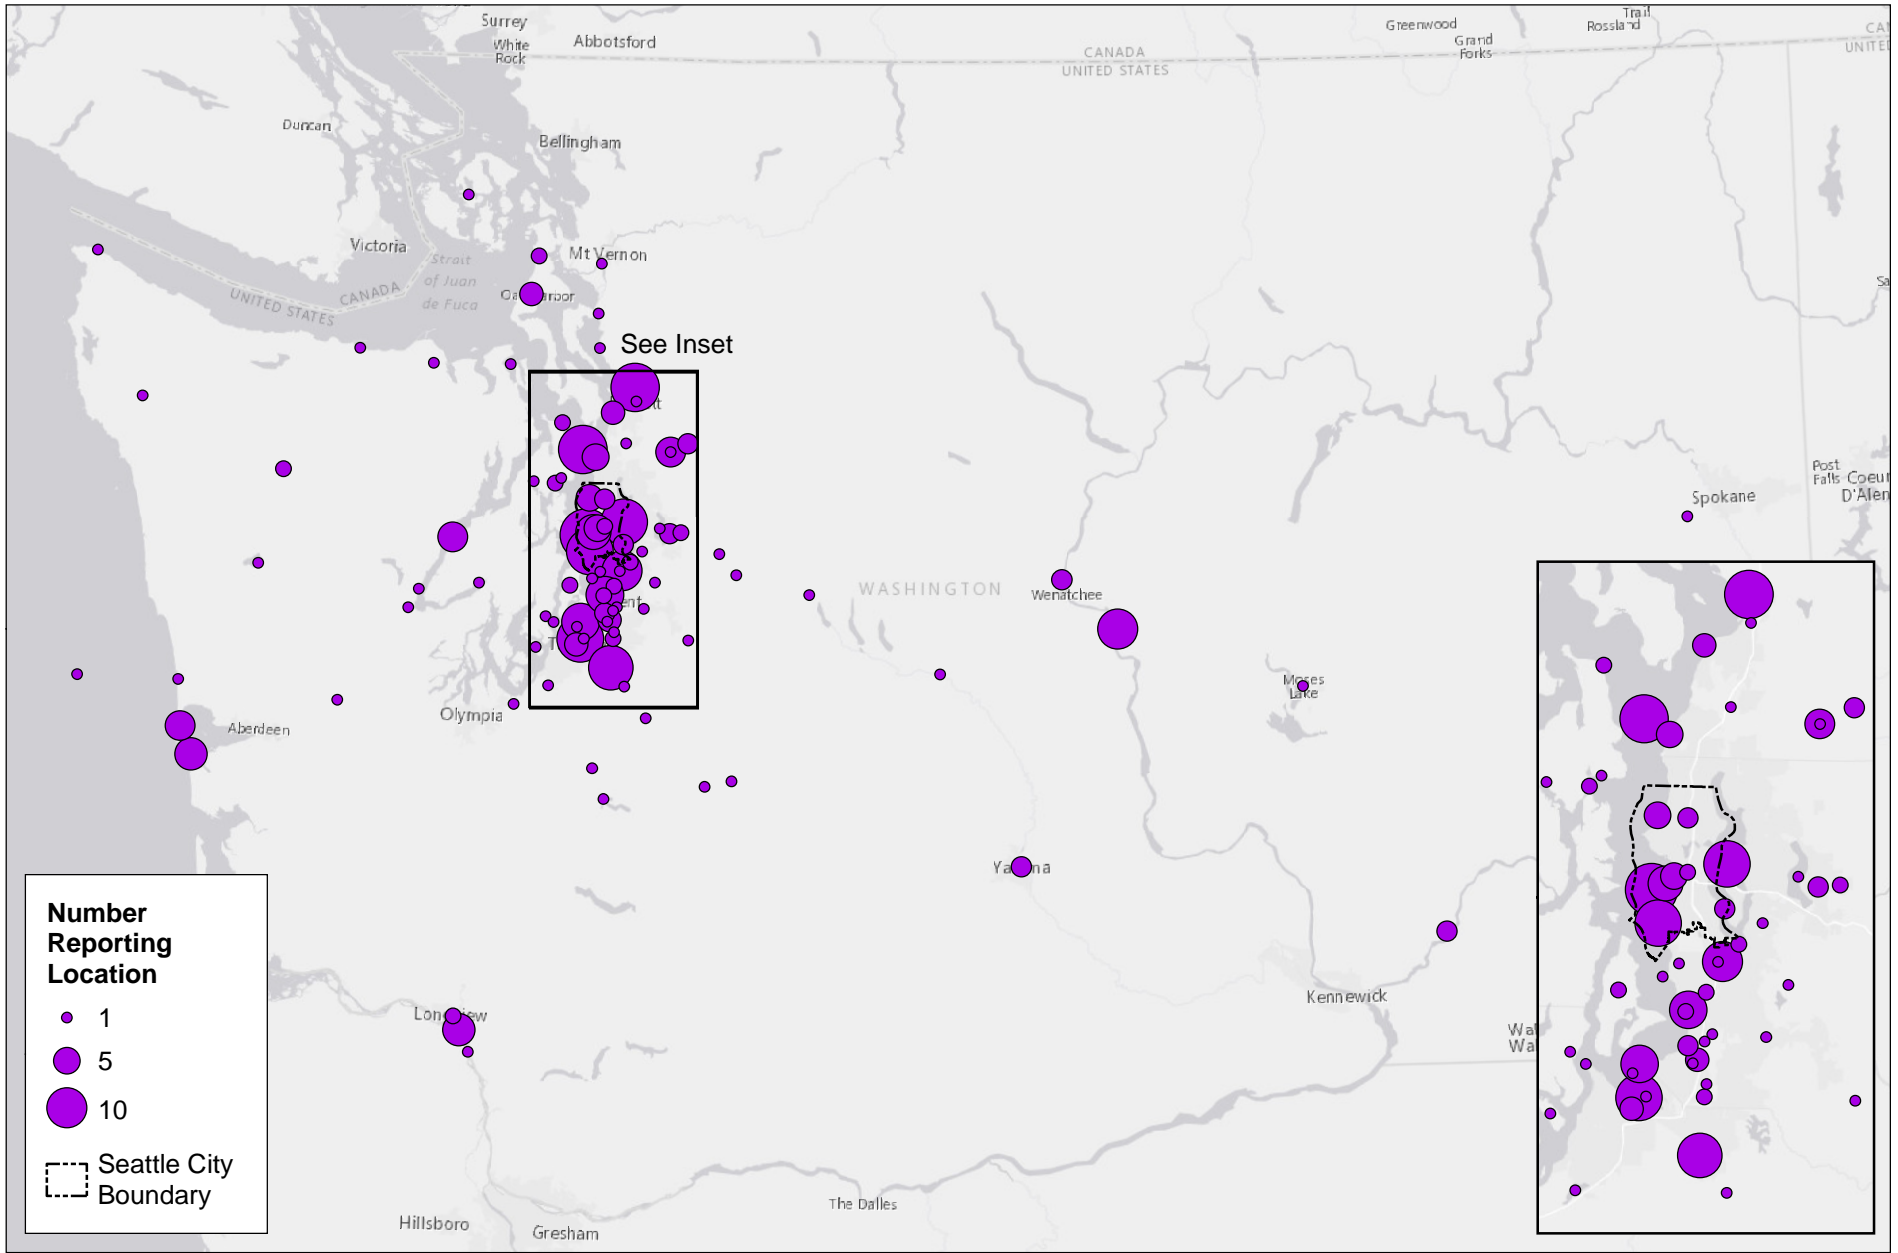 Surrey
White
Rock
Abbotsford
Greenwood
Grand
Forks
Trail
Rossland
CANADA
UNITED STATES
Duncan
Bellingham
Victoria
Strait
of Juan
de Fuca
Mt Vernon
UNITED STATES
CANADA
See Inset
WASHINGTON
Wenatchee
Spokane
Post
Falls
Moses
Lake
Olympia
Aberdeen
Kennewick
The Dalles
Hillsboro
Gresham
Number
Reporting
Location
1
5
10
Seattle City
Boundary